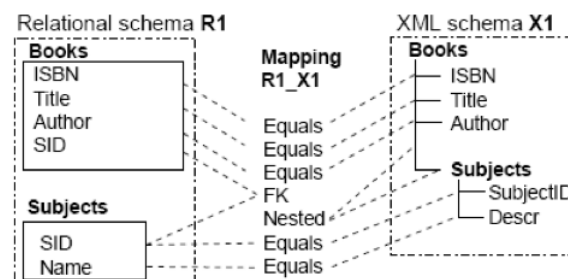 Relational schema R1
Books
ISBN
Title
Author
SID
Subjects
SID
Name
Mapping
R1_X1
Equals
Equals
Equals
FK
Nested
Equals
Equals
XML schema X1
Books
ISBN
Title
Author
Subjects
SubjectID
Descr